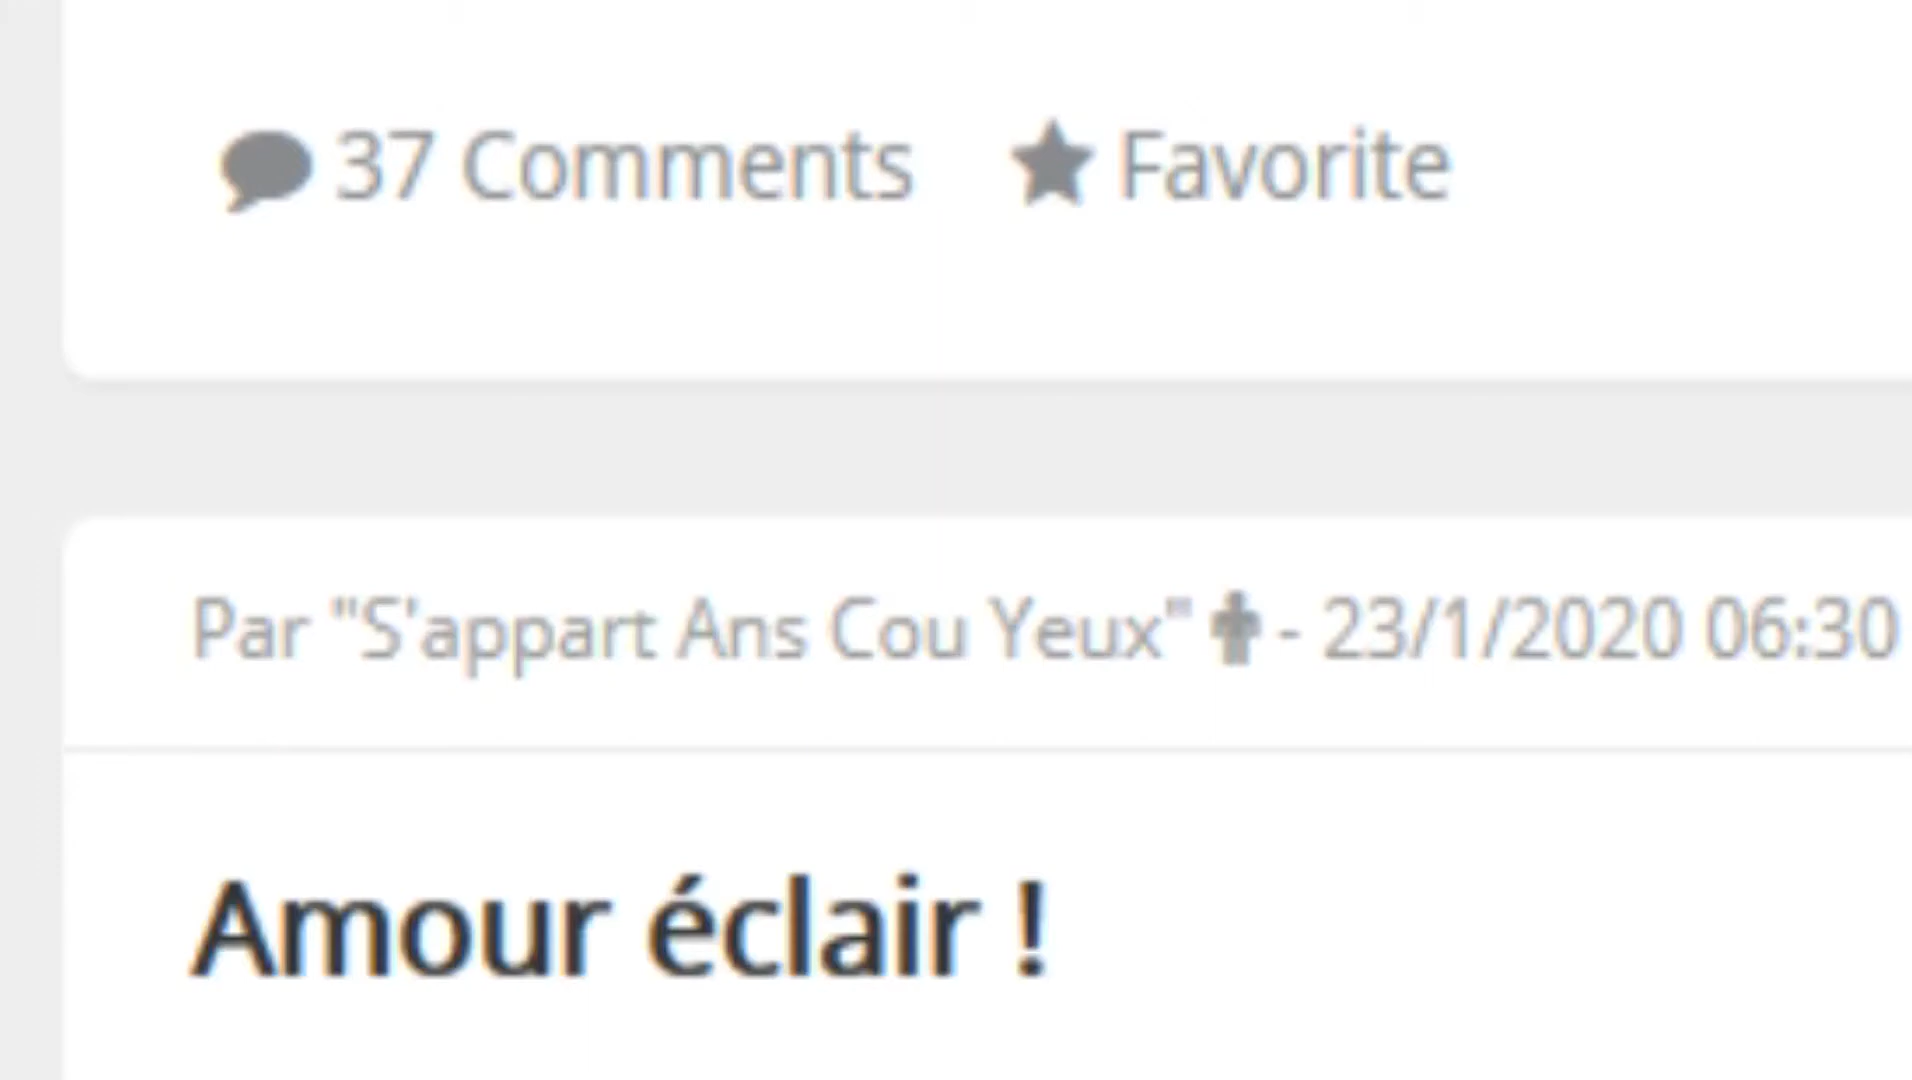 37 Comments Favorite
Par "S'appart Ans Cou Yeux" - 23/1/2020 06:30
Amour éclair !